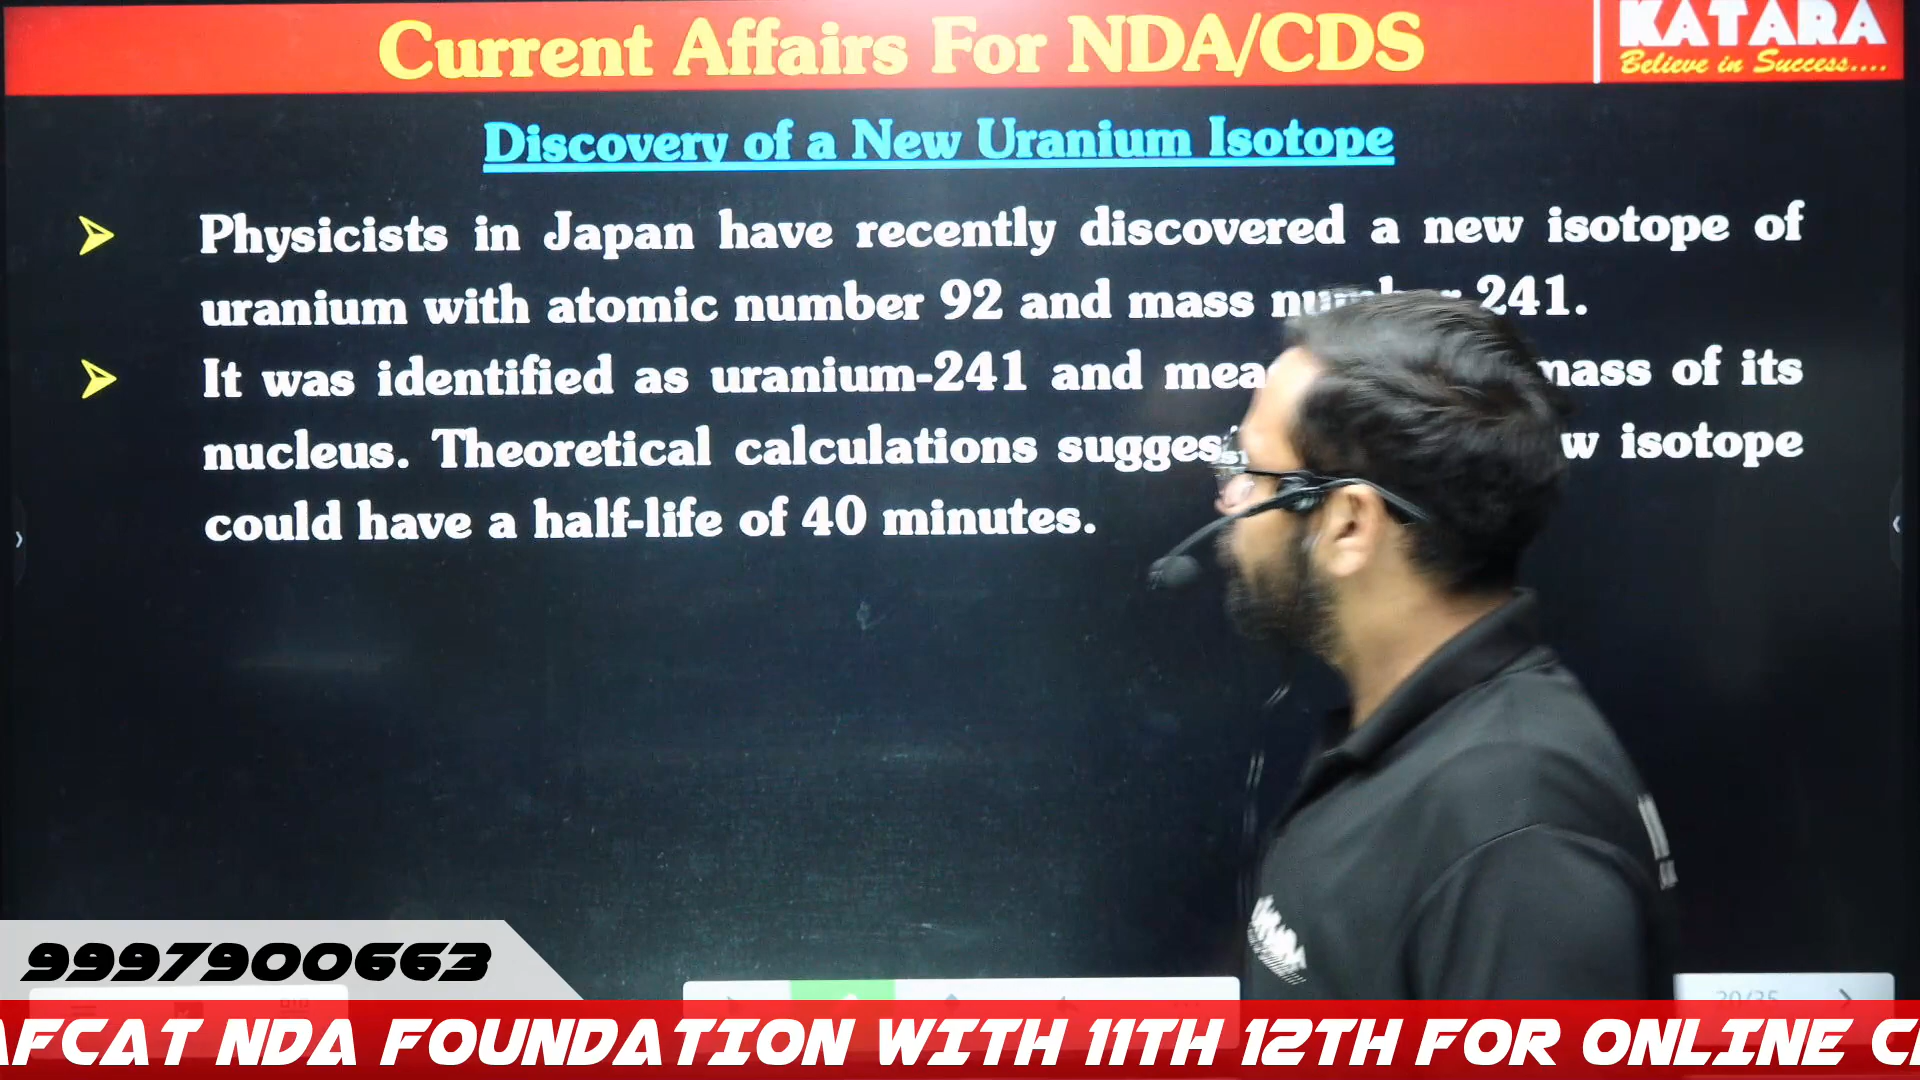 Current Affairs For NDA/CDS
KATARA
Believe in Success....
Discovery of a New Uranium Isotope
Physicists in Japan have recently discovered a new isotope of
uranium with atomic number 92 and mass 241.
It was identified as uranium-241 and mass of its
nucleus. Theoretical calculations isotope
could have a half-life of 40 minutes.
9997900663
AFCAT NDA FOUNDATION WITH 11TH 12TH FOR ONLINE